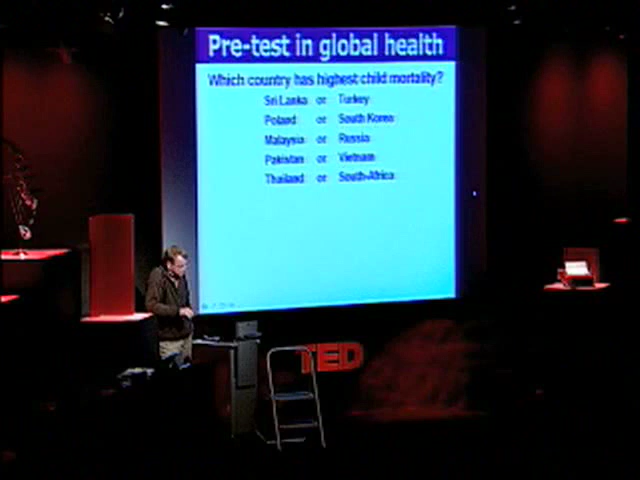 Pre-test in global health
Which country has highest child mortality?
Sri Lanka or Turkey
Poland or South Korea
Malaysia or Russia
Pakistan or Vietnam
Thailand or South-Africa
TED